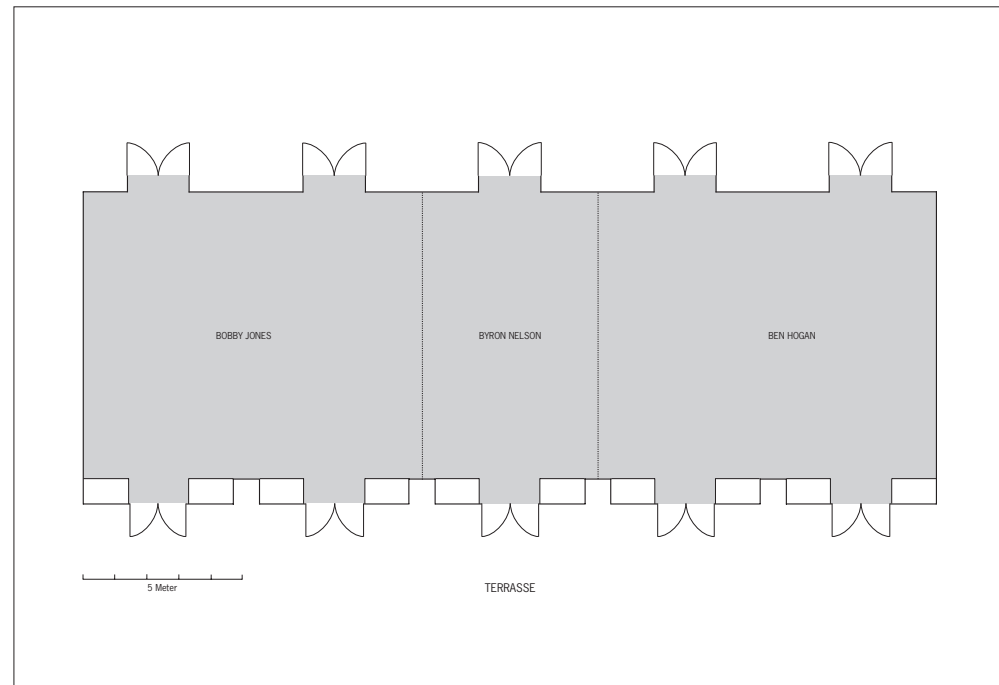 BOBBY JONES
BYRON NELSON
BEN HOGAN
5 Meter
TERRASSE